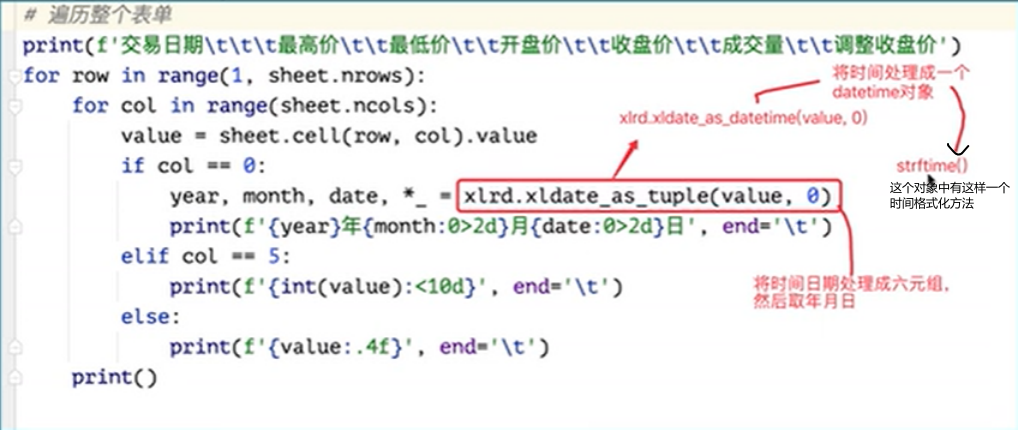 # 遍历整个表单
print(f'交易日期\t\t\t最高价\t\t最低价\t\t开盘价\t\t收盘价\t\t成交量\t\t调整收盘价')
for row in range(1, sheet.nrows):
将时间处理成一个
datetime对象
for col in range(sheet.ncols):
xlrd.xldate_as_datetime(value, 0)
value = sheet.cell(row, col).value
if col == 0:
strftime()
这个对象中有这样一个
时间格式化方法
year, month, date, *_ = xlrd.xldate_as_tuple(value, 0)
print(f'{year}年{month:0>2d}月{date:0>2d}日', end='\t')
elif col == 5:
print(f'{int(value):<10d}', end='\t')
将时间日期处理成六元组,
然后取年月日
else:
print(f'{value:.4f}', end='\t')
print()